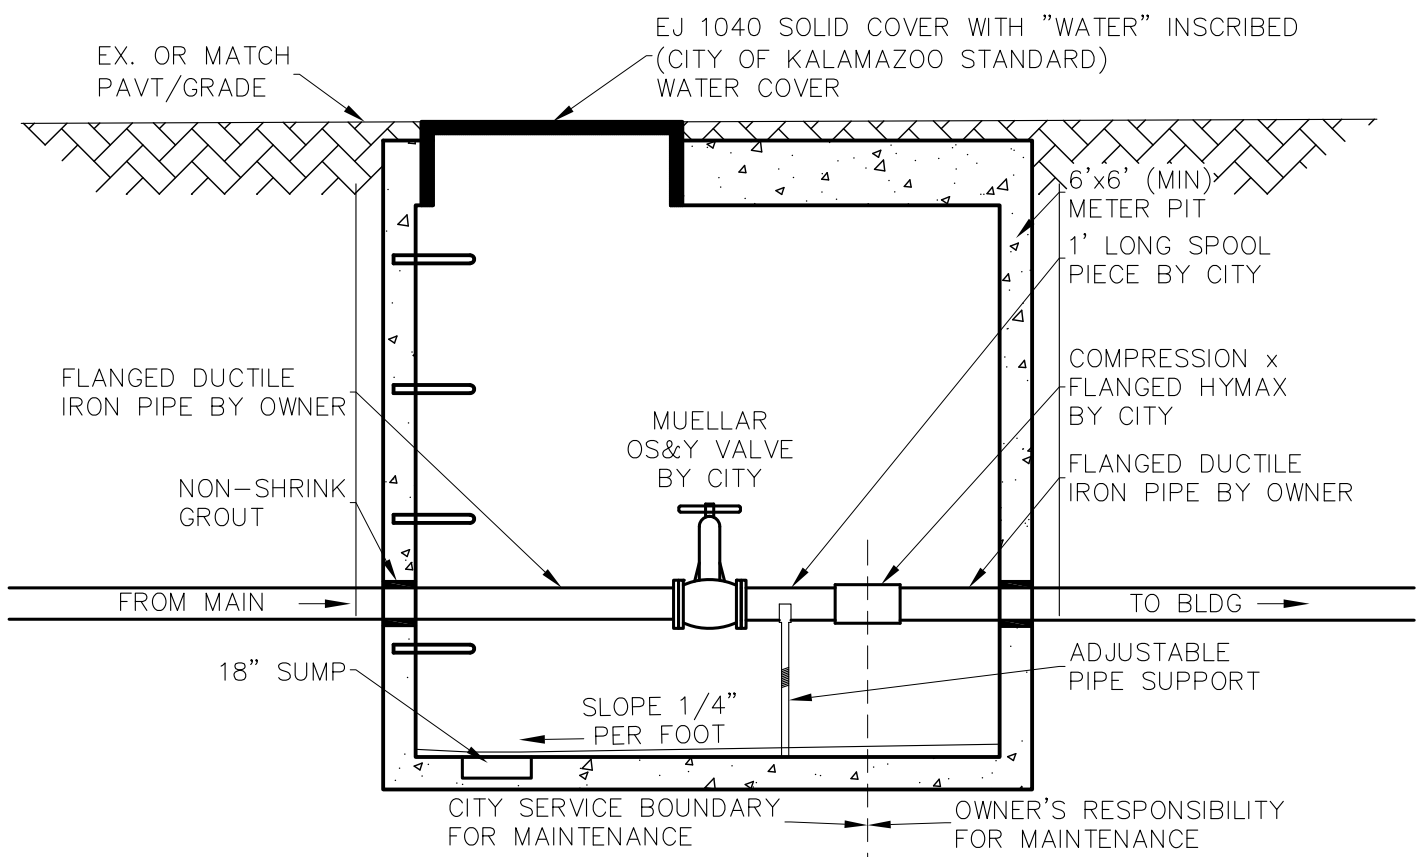 EX. OR MATCH
PAVT/GRADE
EJ 1040 SOLID COVER WITH "WATER" INSCRIBED
(CITY OF KALAMAZOO STANDARD)
WATER COVER
6'x6' (MIN)
METER PIT
1' LONG SPOOL
PIECE BY CITY
FLANGED DUCTILE
IRON PIPE BY OWNER
COMPRESSION x
FLANGED HYMAX
BY CITY
MUELLAR
OS&Y VALVE
BY CITY
FLANGED DUCTILE
IRON PIPE BY OWNER
NON-SHRINK
GROUT
FROM MAIN
TO BLDG
18" SUMP
ADJUSTABLE
PIPE SUPPORT
SLOPE 1/4"
PER FOOT
CITY SERVICE BOUNDARY
FOR MAINTENANCE
OWNER'S RESPONSIBILITY
FOR MAINTENANCE